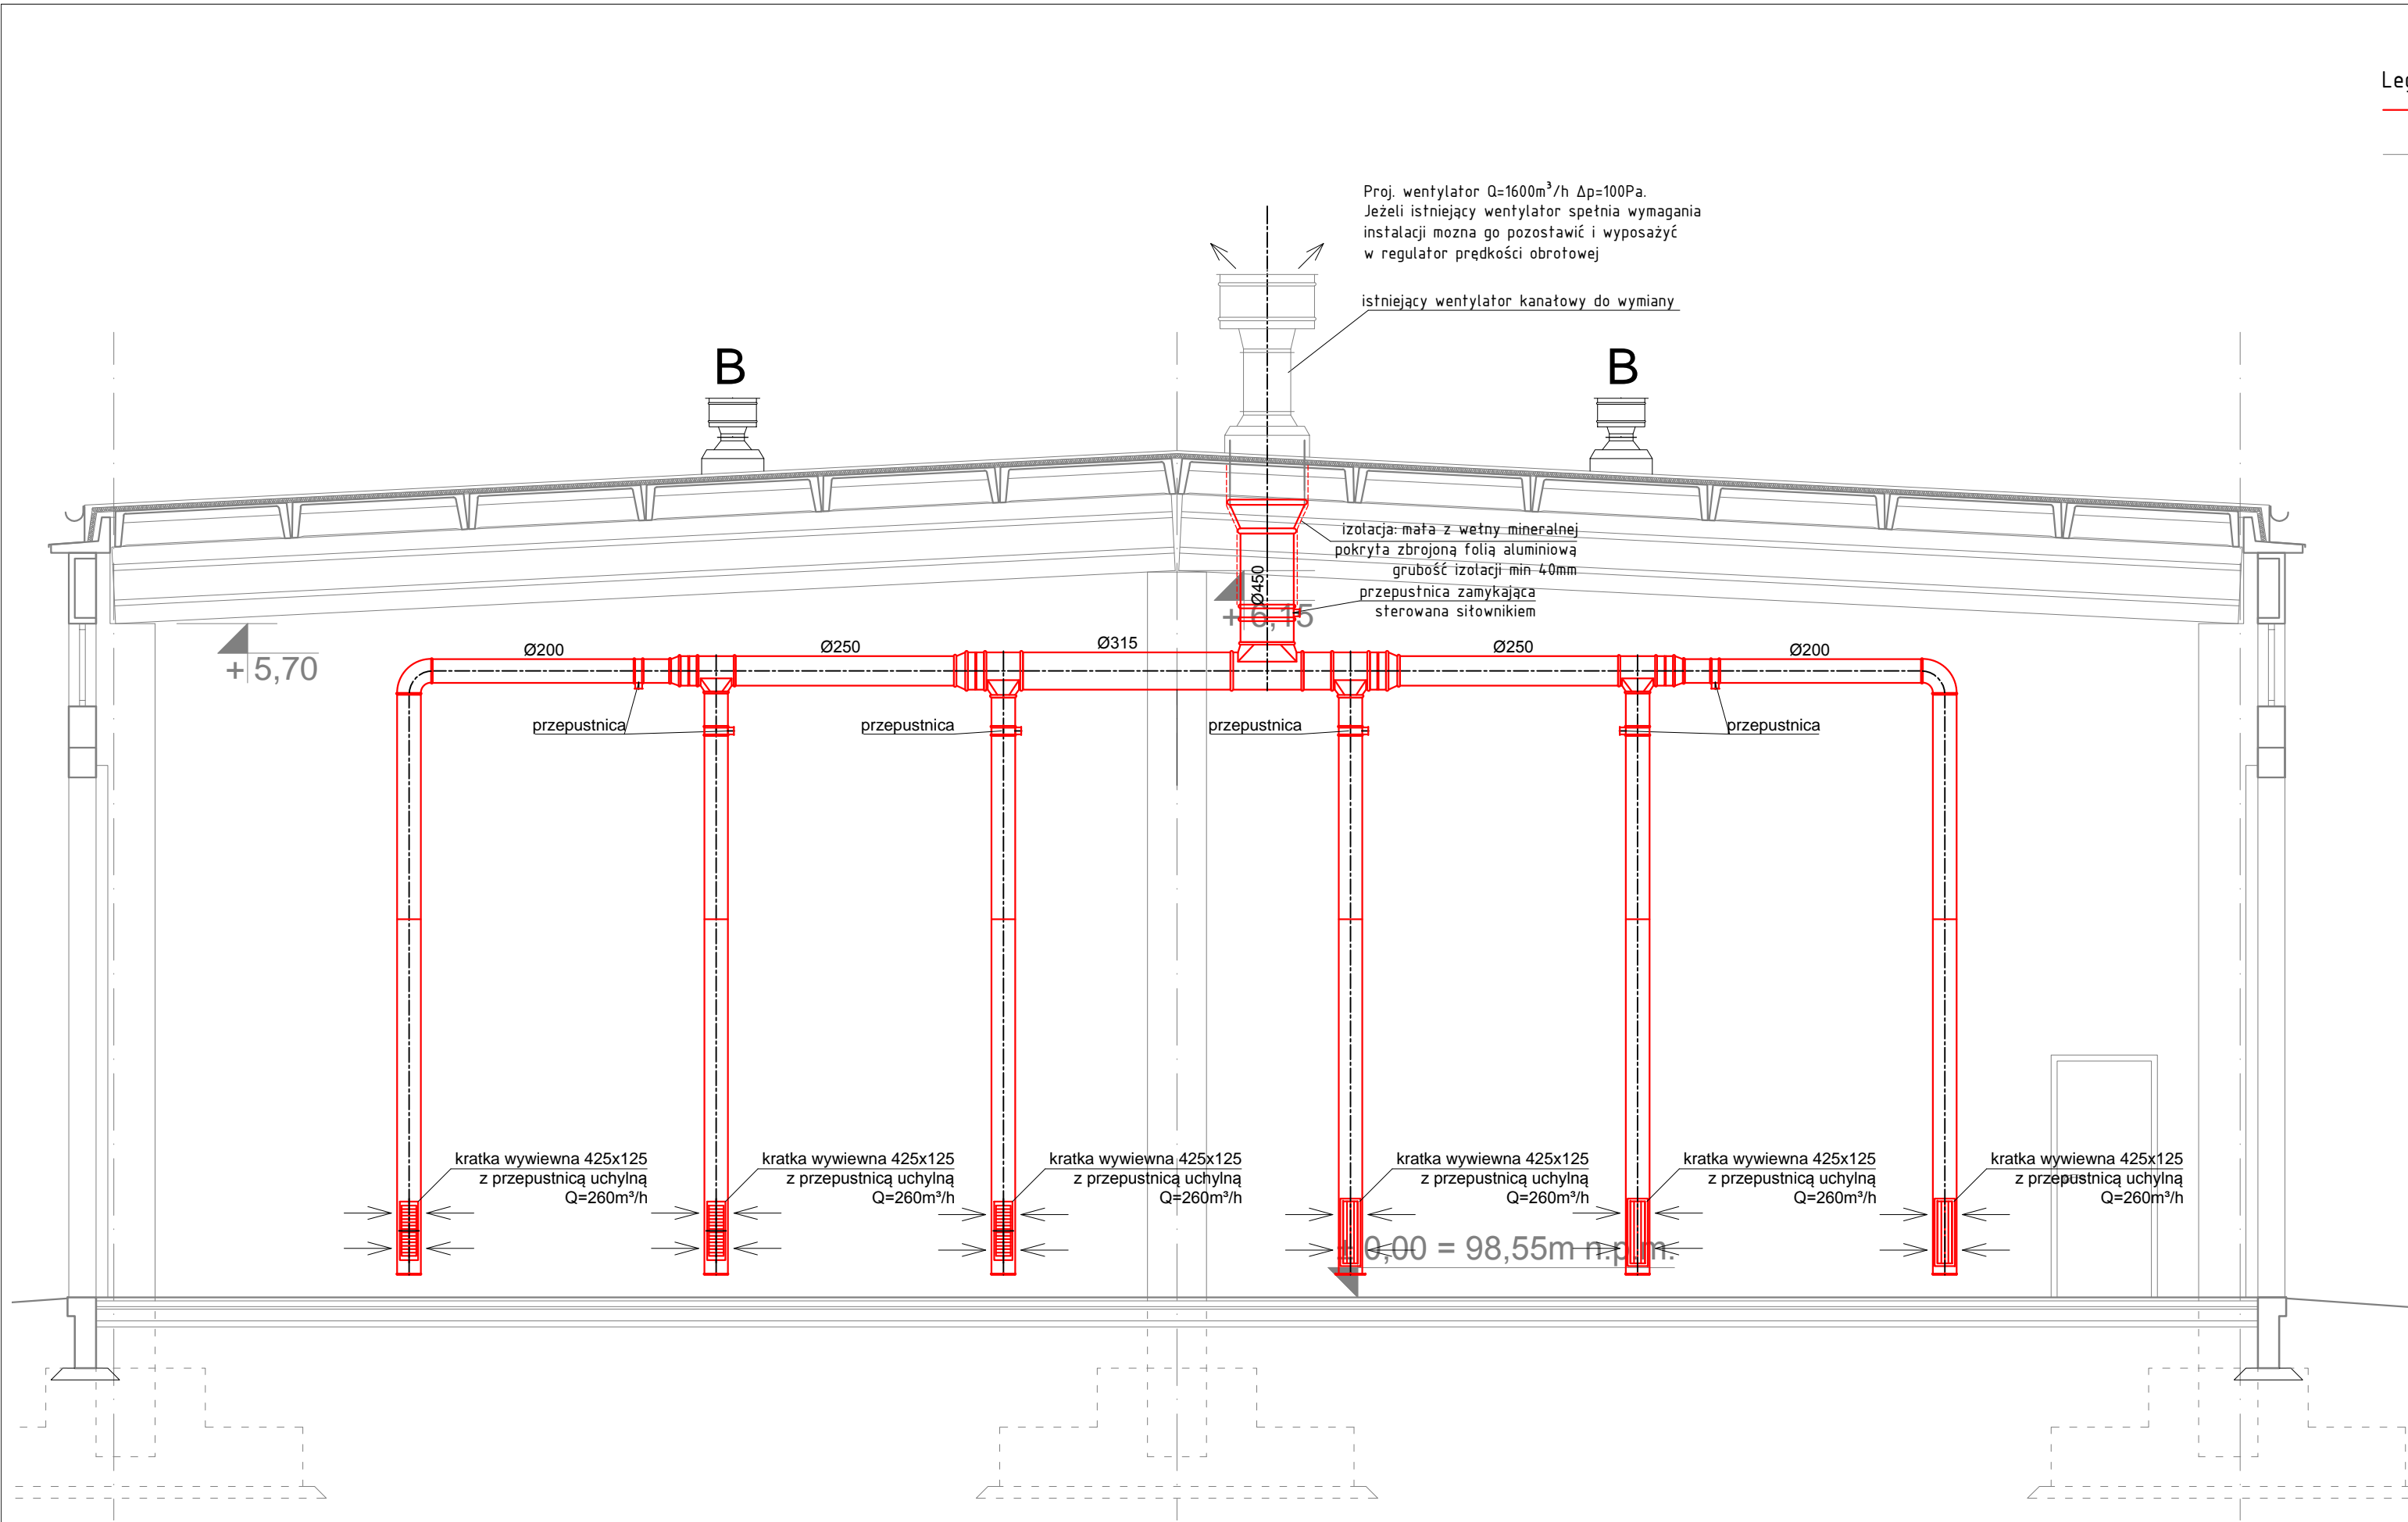 Leg
Proj. wentylator Q=1600m³/h Δp=100Pa.
Jeżeli istniejący wentylator spełnia wymagania
instalacji mozna go pozostawić i wyposażyć
w regulator prędkości obrotowej
istniejący wentylator kanałowy do wymiany
B
B
izolacja: mata z wełny mineralnej
pokryta zbrojoną folią aluminiową
grubość izolacji min 40mm
przepustnica zamykająca
sterowana siłownikiem
Ø450
+ 6,15
+ 5,70
Ø200
Ø250
Ø315
Ø250
Ø200
przepustnica
przepustnica
przepustnica
przepustnica
kratka wywiewna 425x125
z przepustnicą uchylną
Q=260m³/h
kratka wywiewna 425x125
z przepustnicą uchylną
Q=260m³/h
kratka wywiewna 425x125
z przepustnicą uchylną
Q=260m³/h
kratka wywiewna 425x125
z przepustnicą uchylną
Q=260m³/h
kratka wywiewna 425x125
z przepustnicą uchylną
Q=260m³/h
kratka wywiewna 425x125
z przepustnicą uchylną
Q=260m³/h
0,00 = 98,55m n.p.m.